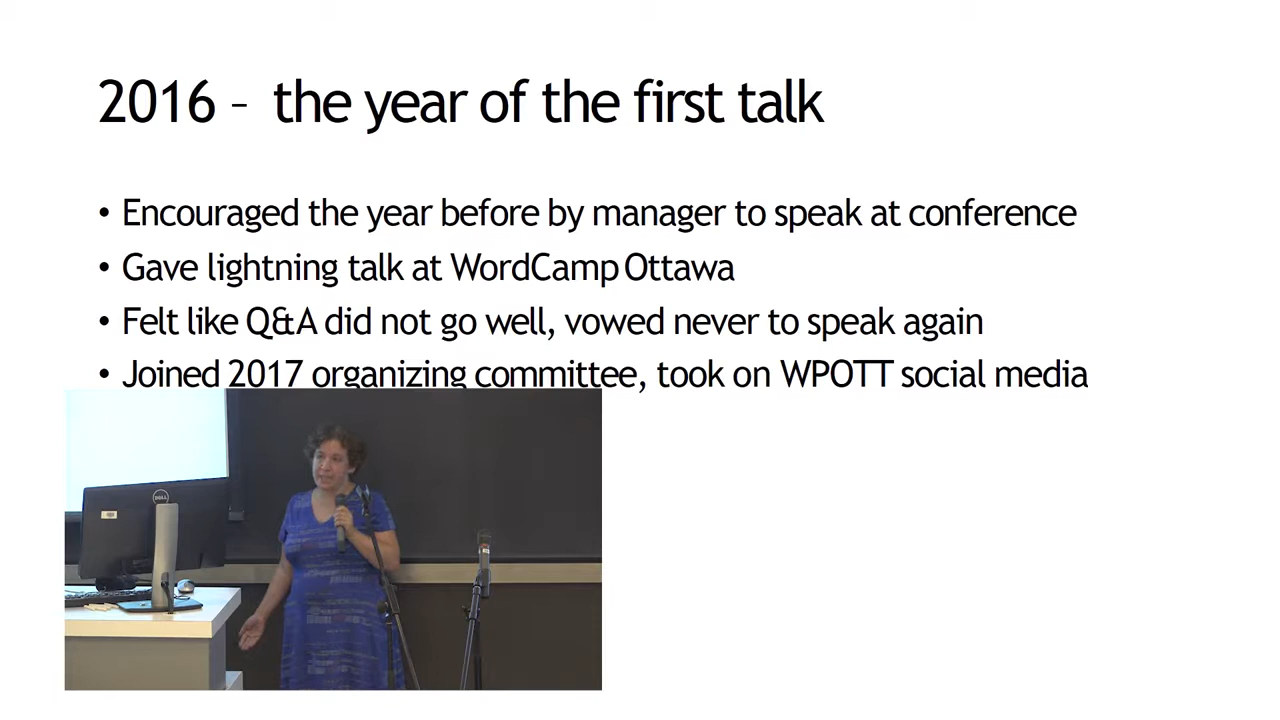 2016 – the year of the first talk
• Encouraged the year before by manager to speak at conference
• Gave lightning talk at WordCamp Ottawa
• Felt like Q&A did not go well, vowed never to speak again
• Joined 2017 organizing committee, took on WPOTT social media
DELL